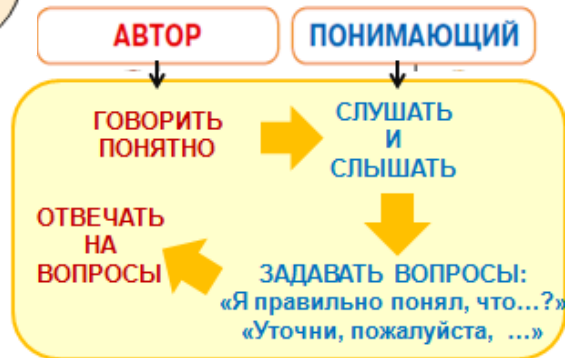 АВТОР
ПОНИМАЮЩИЙ
ГОВОРИТЬ
ПОНЯТНО
СЛУШАТЬ
И
СЛЫШАТЬ
ЗАДАВАТЬ ВОПРОСЫ:
«Я правильно понял, что...?»
«Уточни, пожалуйста, ...»
ОТВЕЧАТЬ
НА
ВОПРОСЫ